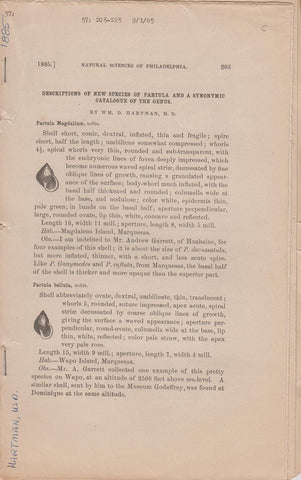 37: 203-223 9/1/85
C
37:
1885
1885.] NATURAL SCIENCES OF PHILADELPHIA. 203
DESCRIPTIONS OF NEW SPECIES OF PARTULA AND A SYNONYMIC
CATALOGUE OF THE GENUS.
BY WM. D. HARTMAN, M. D.
Partula Magdalinæ, nobis.
Shell short, conic, dextral, inflated, thin and fragile; spire
short, half the length; umbilicus somewhat compressed; whorls
4½, apical whorls very thin, rounded and subtransparent, with
the embryonic lines of fovea deeply impressed, which
become numerous waved spiral striæ, decussated by fine
oblique lines of growth, causing a granulated appear-
ance of the surface; body-whorl much inflated, with the
basal half thickened and rounded; columella wide at
the base, and nodulose; color white, epidermis thin,
pale green, in bands on the basal half, aperture perpendicular,
large, rounded ovate, lip thin, white, concave and reflected.
Length 19, width 11 mill.; aperture, length 8, width 5 mill.
Hab.—Magdalena Island, Marquesas.
Obs.—I am indebted to Mr. Andrew Garrett, of Huaheine, for
four examples of this shell; it is about the size of P. decussatula,
but more inflated, thinner, with a short, and less acute spire.
Like P. Ganymedes and P. inflata, from Marquesas, the basal half
of the shell is thicker and more opaque than the superior part.
Partula bellula, nobis.
Shell abbreviately ovate, dextral, umbilicate, thin, translucent;
whorls 5, rounded, suture impressed, apex acute, spiral
striæ decussated by coarse oblique lines of growth,
giving the surface a waved appearance; aperture per-
pendicular, round-ovate, columella wide at the base, lip
thin, white, reflected; color pale straw, with the apex
very pale rose.
Length 15, width 9 mill.; aperture, length 7, width 4 mill.
Hab.—Wapo Island, Marquesas.
Obs.—Mr. A. Garrett collected one example of this pretty
species on Wapo, at an altitude of 2500 feet above sea-level. A
similar shell, sent by him to the Museum Godeffroy, was found at
Dominique at the same altitude.
HARTMAN, W.D.